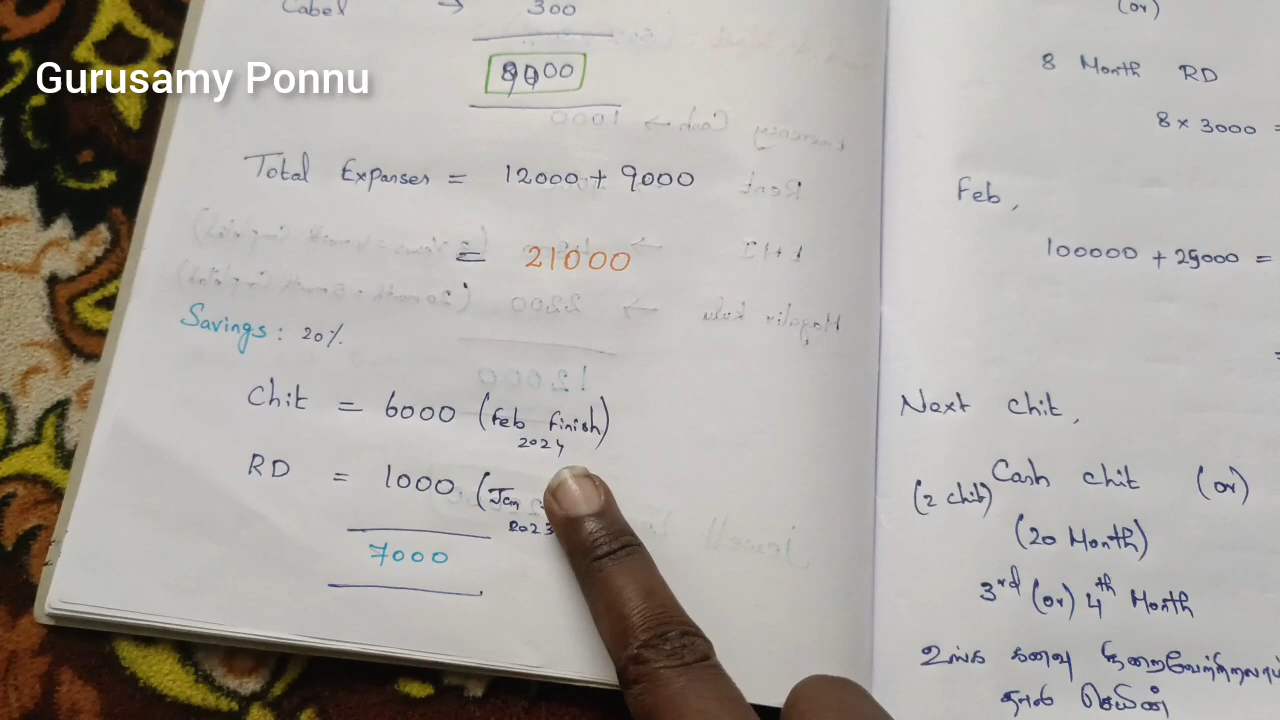 Gurusamy Ponnu
Cabel → 300
9000
Total Expanses = 12000 + 9000
= 21000
Savings: 20%
Chit = 6000 (Feb finish)
2024
RD = 1000 (Jan
2023
7000
(or)
8 Month RD
8 x 3000 =
Feb,
100000 + 25000 =
Next chit,
(2 chit) Cash chit (or)
(20 Month)
3rd (or) 4th Month
உங்க கனவு